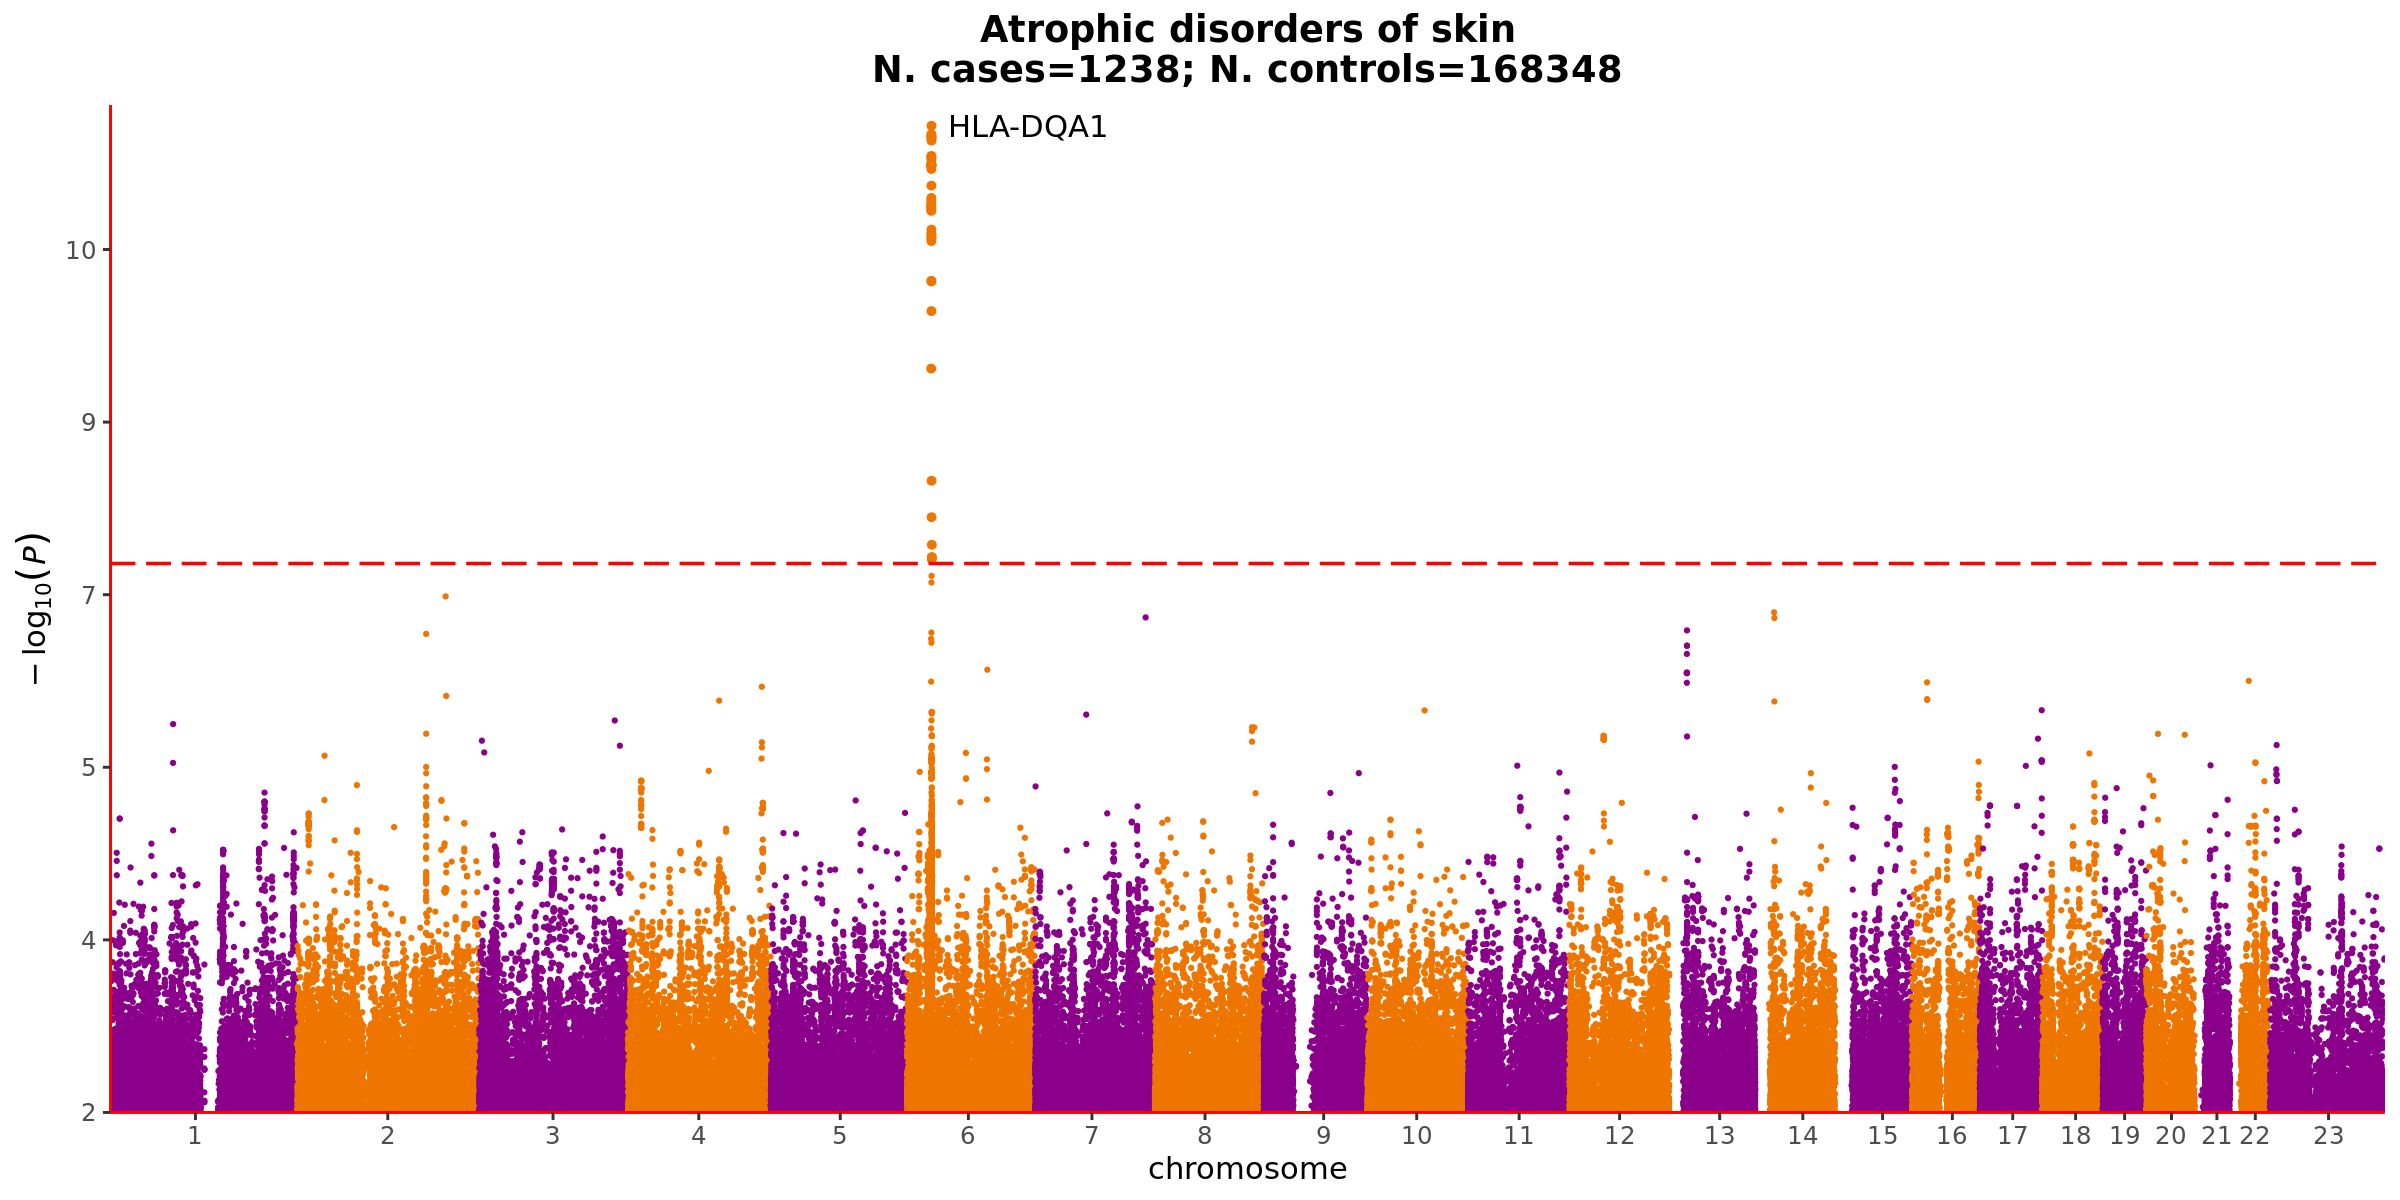 Atrophic disorders of skin
N. cases=1238; N. controls=168348
HLA-DQA1
10
9
7
5
4
2
−log10(P)
1 2 3 4 5 6 7 8 9 10 11 12 13 14 15 16 17 18 19 20 21 22 23
chromosome